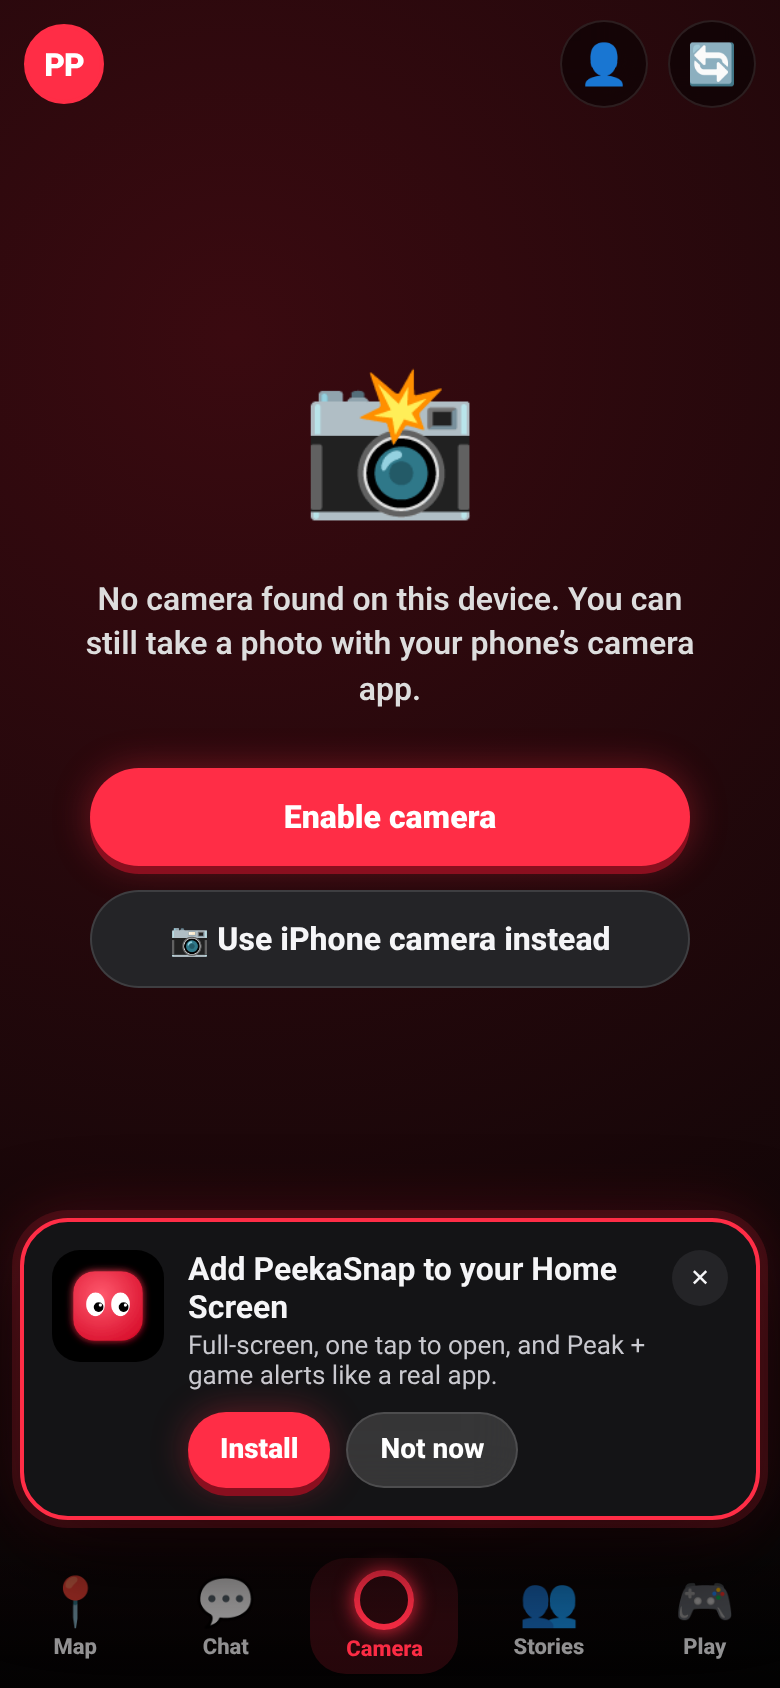 PP
No camera found on this device. You can
still take a photo with your phone’s camera
app.
Enable camera
Use iPhone camera instead
Add PeekaSnap to your Home
Screen
Full-screen, one tap to open, and Peak +
game alerts like a real app.
Install
Not now
Map
Chat
Camera
Stories
Play